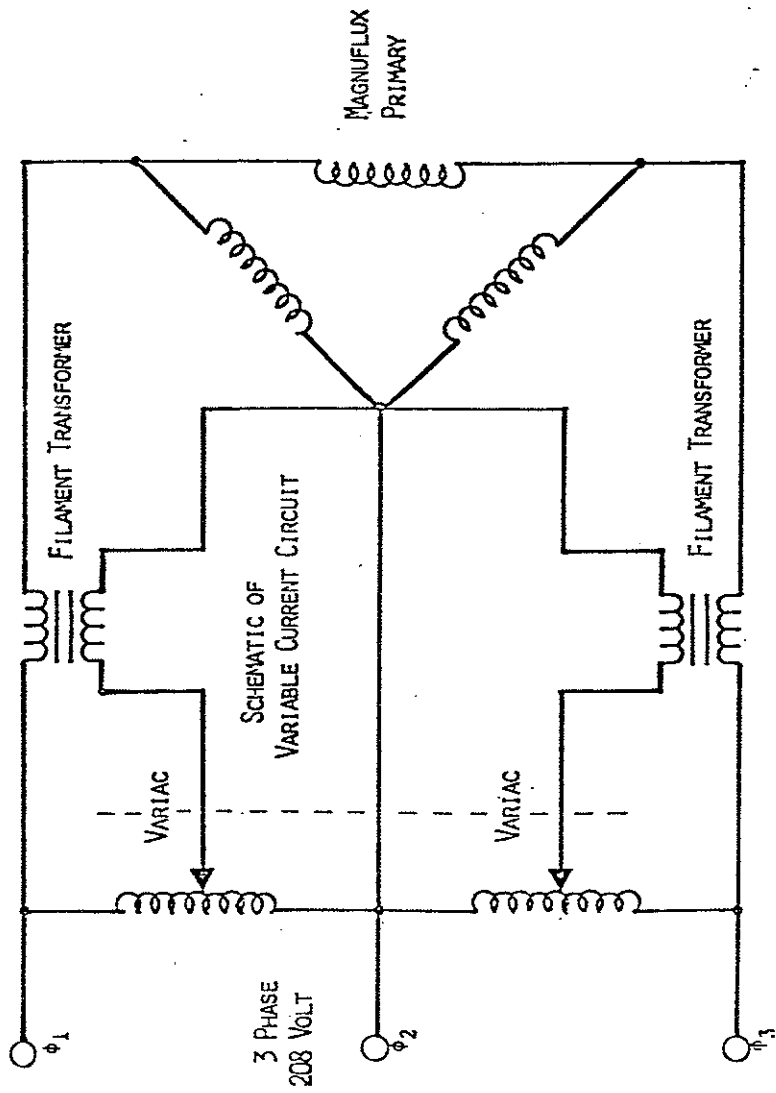 MAGNUFLUX
PRIMARY
FILAMENT TRANSFORMER
SCHEMATIC OF
VARIABLE CURRENT CIRCUIT
FILAMENT TRANSFORMER
VARIAC
VARIAC
3 PHASE
208 VOLT
φ1
φ2
φ3